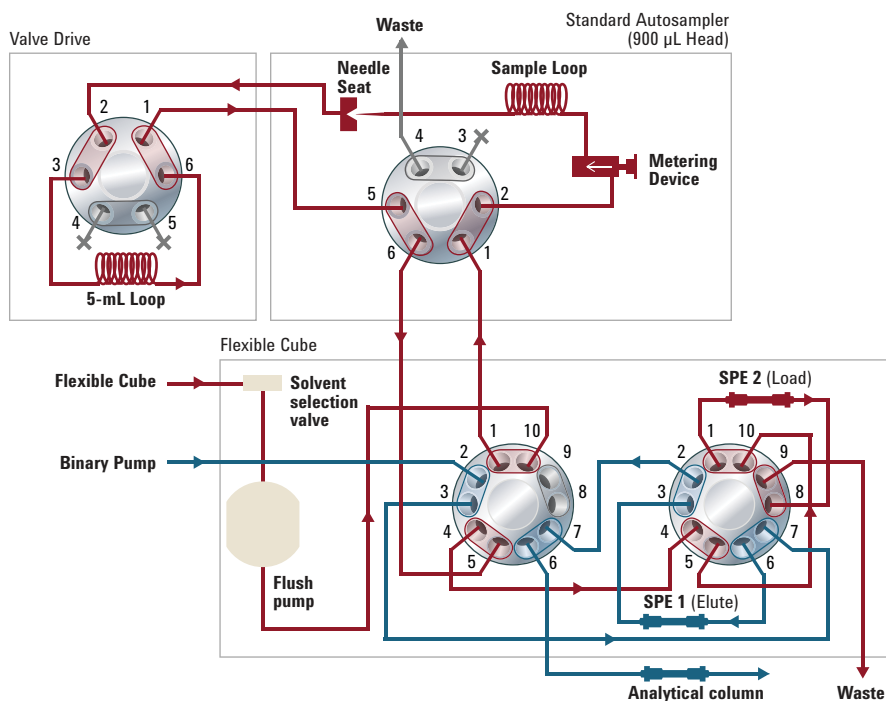 Valve Drive
Waste
Standard Autosampler
(900 µL Head)
Needle
Seat
Sample Loop
Metering
Device
2
1
3
6
4
5
5-mL Loop
4
3
5
2
6
1
Flexible Cube
Flexible Cube
Solvent
selection
valve
Binary Pump
Flush
pump
1
10
2
9
3
8
4
7
5
6
SPE 2 (Load)
1
10
2
9
3
8
4
7
5
6
SPE 1 (Elute)
Analytical column
Waste